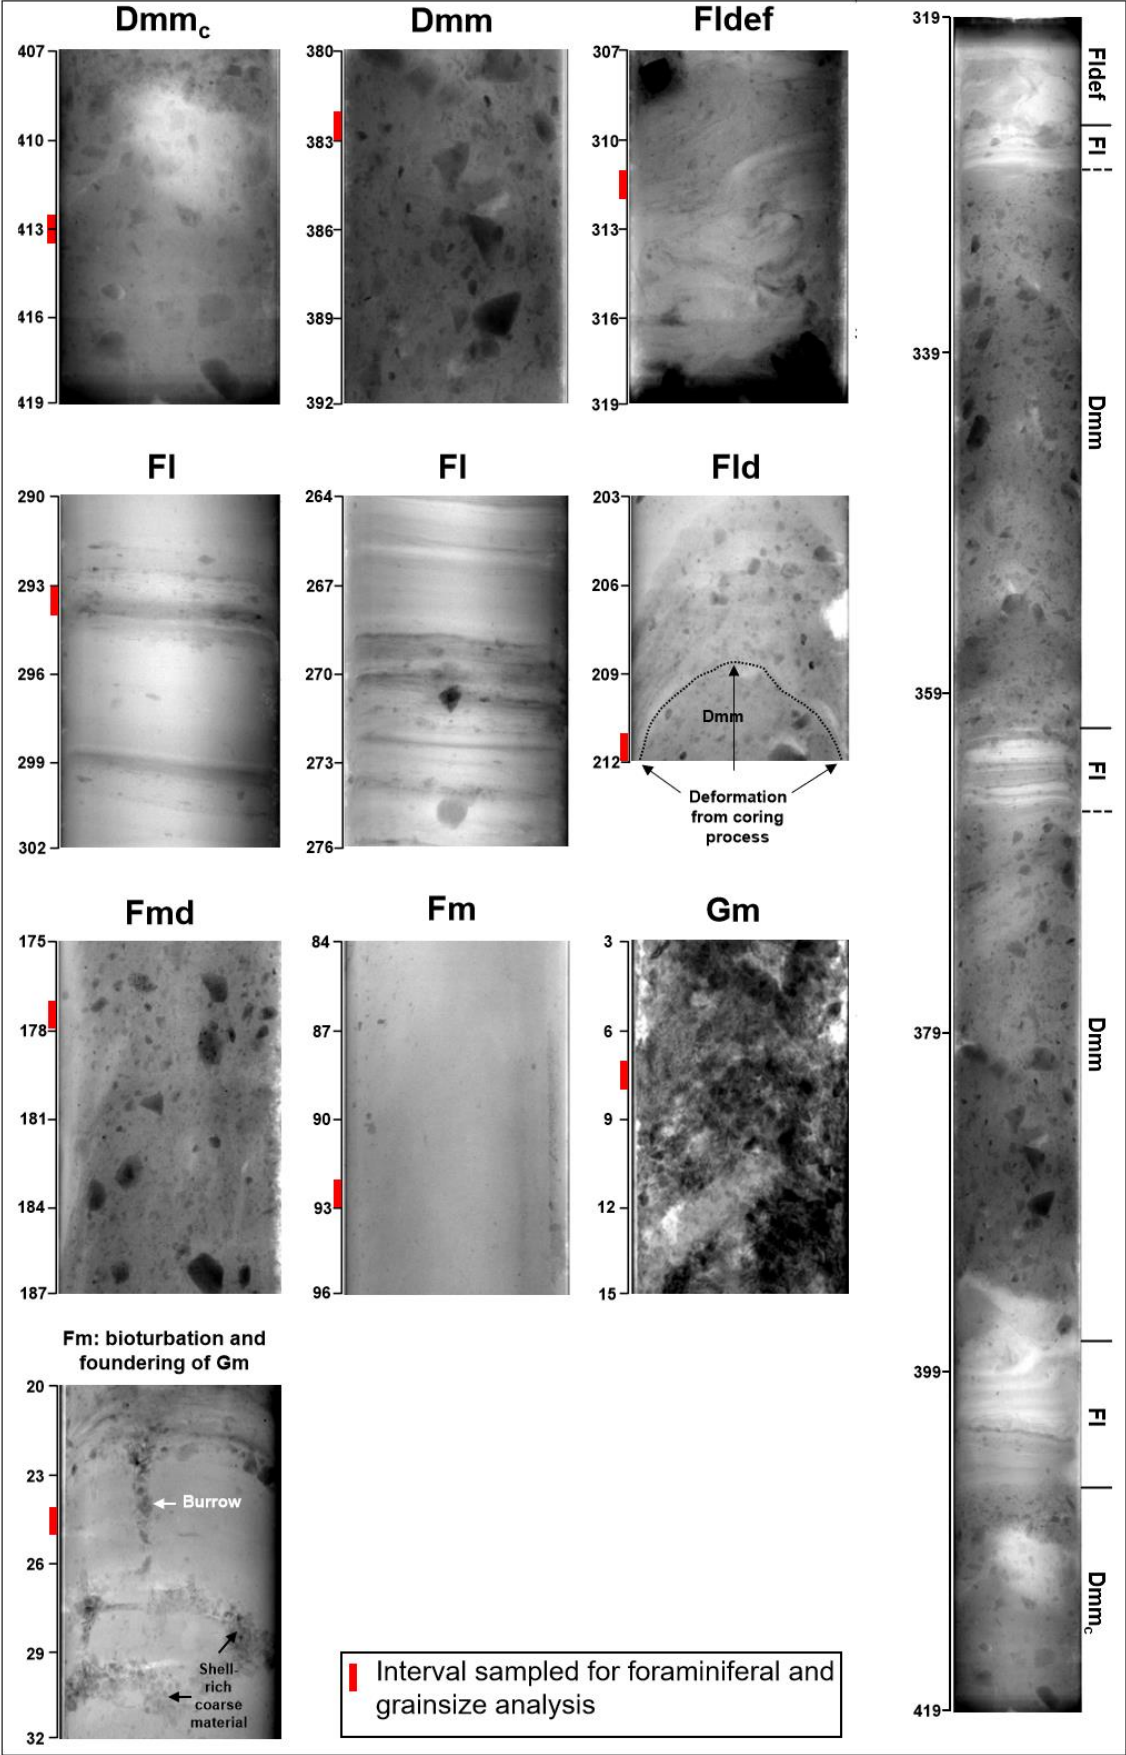 Dmmc
407
410
413
416
419
Dmm
380
383
386
389
392
Fldef
307
310
313
316
319
Fl
290
293
296
299
302
Fl
264
267
270
273
276
Fld
203
206
209
212
Dmm
Deformation
from coring
process
Fmd
175
178
181
184
187
Fm
84
87
90
93
96
Gm
3
6
9
12
15
Fm: bioturbation and
foundering of Gm
20
23
26
29
32
Burrow
Shell-
rich
coarse
material
Interval sampled for foraminiferal and
grainsize analysis
319
339
359
379
399
419
Fldef
Fl
Dmm
Fl
Dmm
Fl
Dmmc